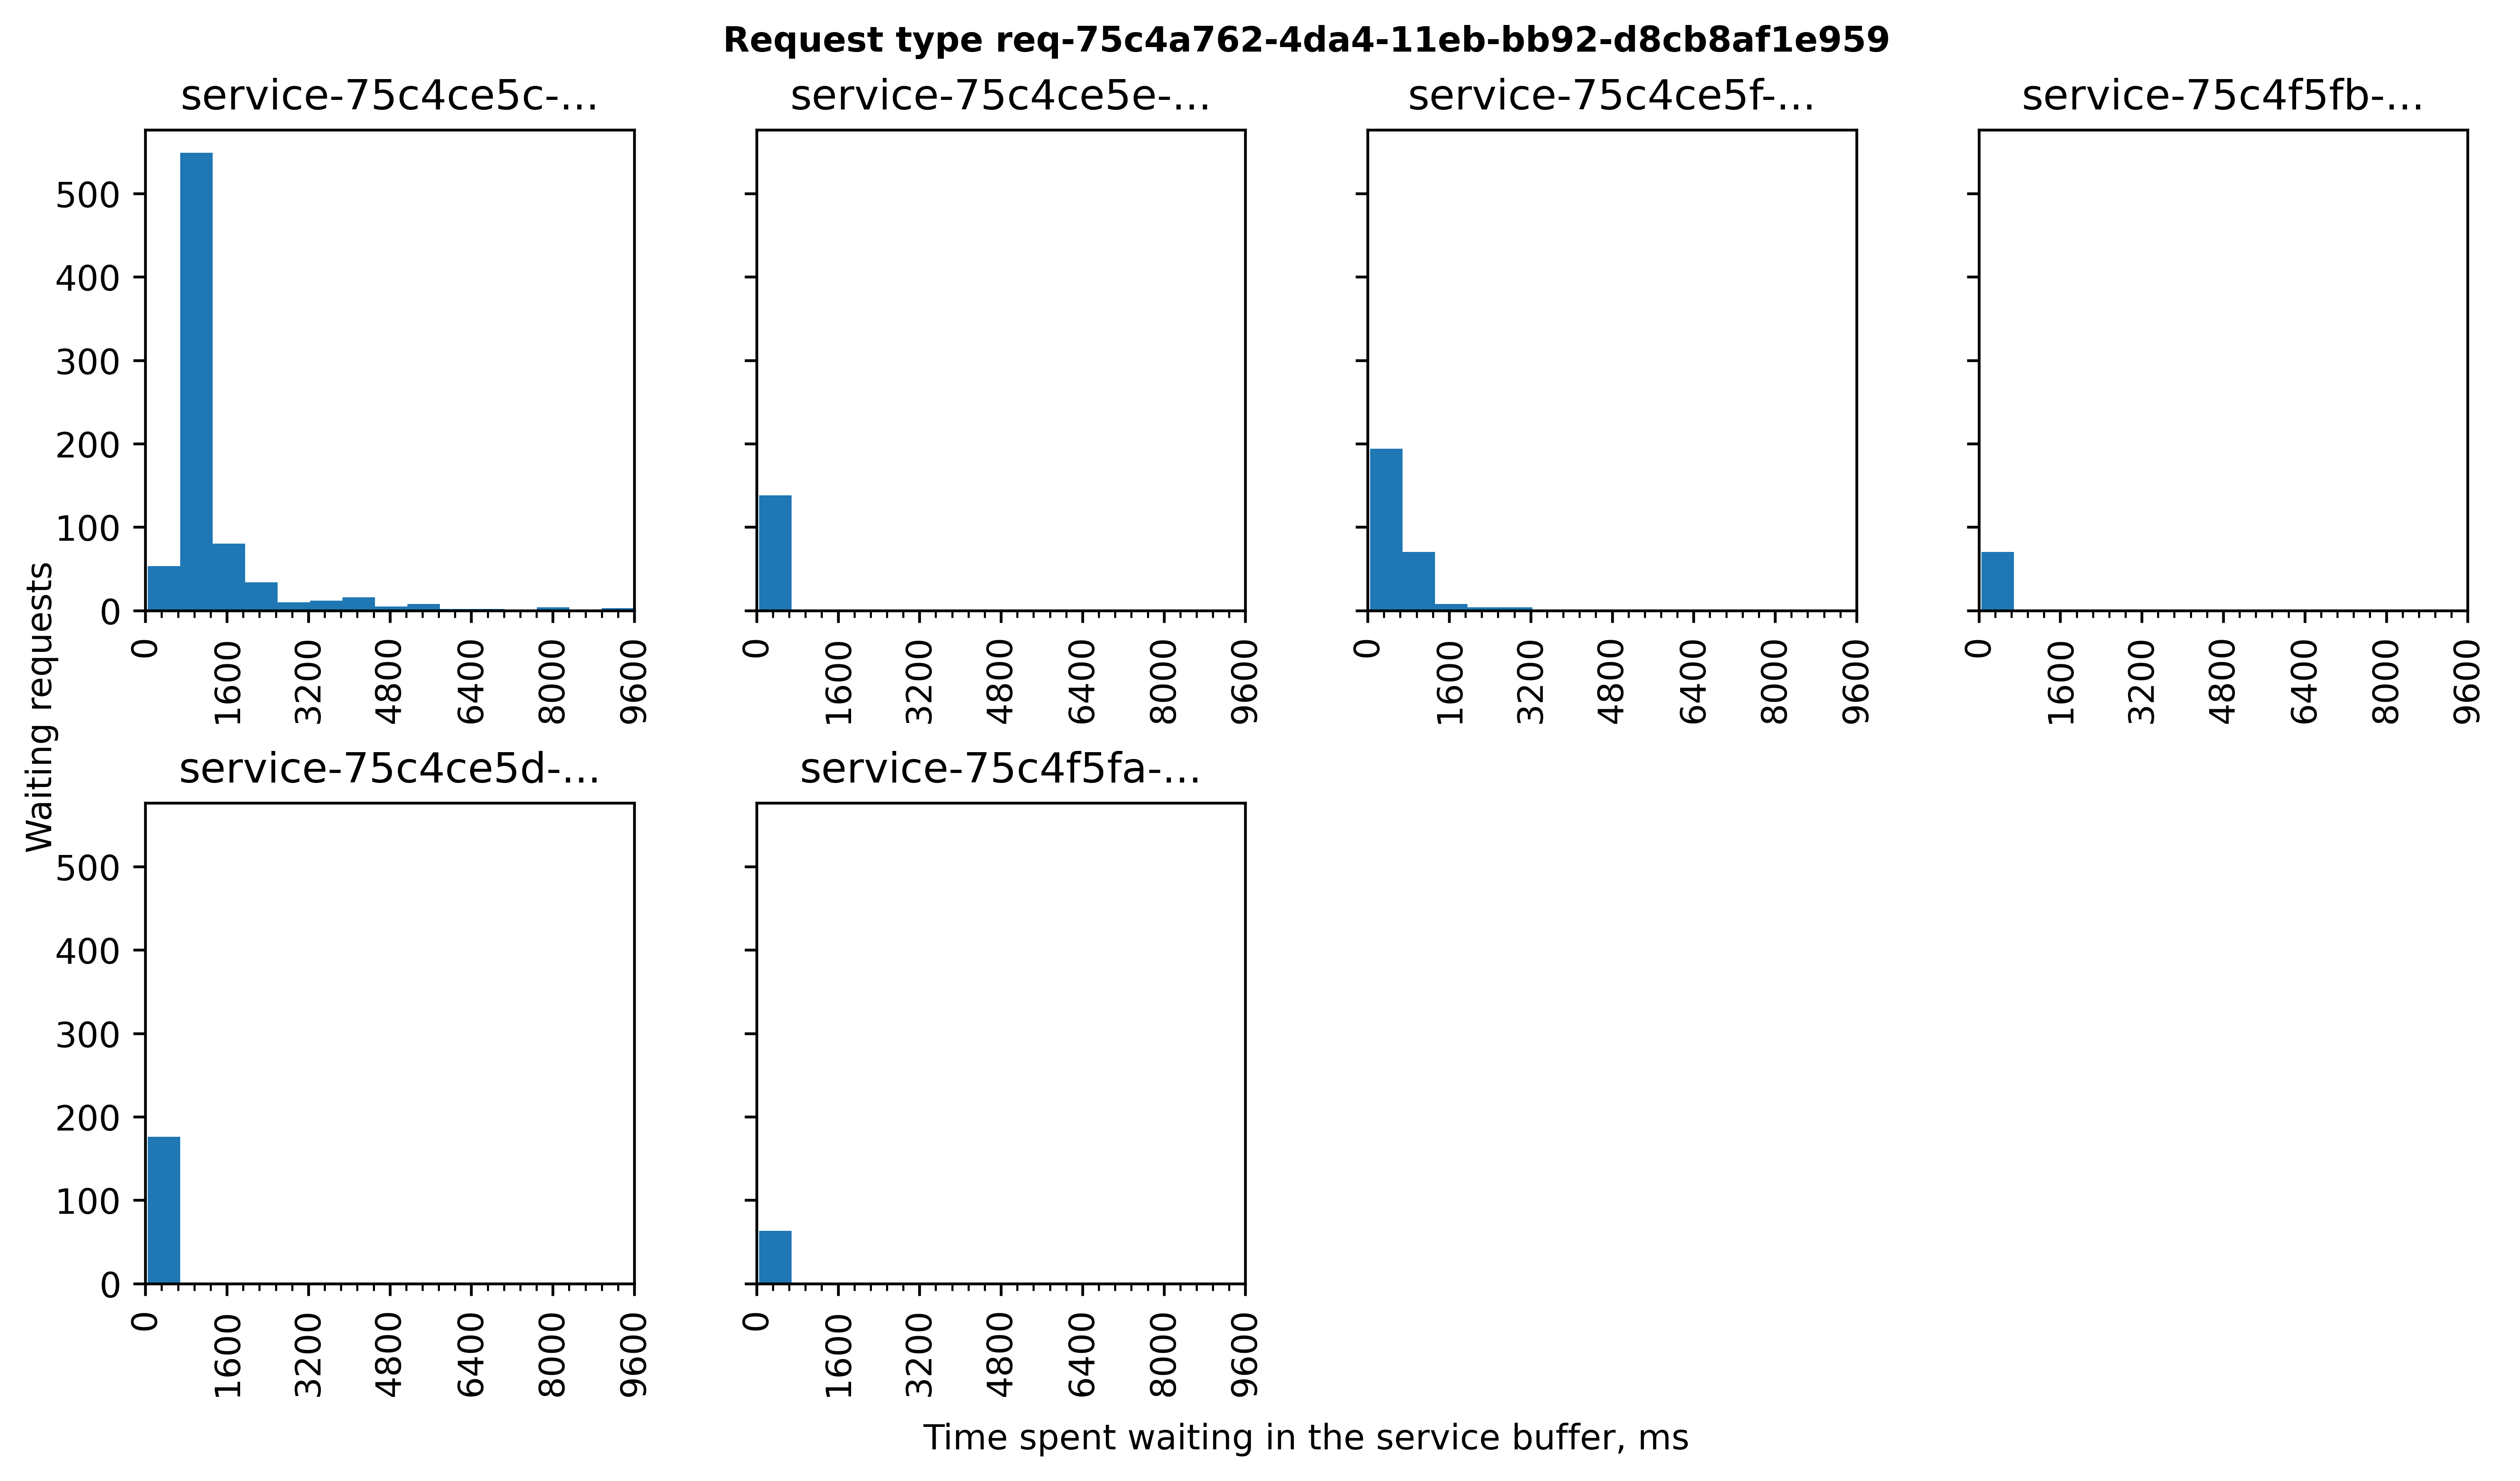 Request type req-75c4a762-4da4-11eb-bb92-d8cb8af1e959
service-75c4ce5c-...
service-75c4ce5e-...
service-75c4ce5f-...
service-75c4f5fb-...
500
400
300
200
100
0
0 1600 3200 4800 6400 8000 9600
0 1600 3200 4800 6400 8000 9600
0 1600 3200 4800 6400 8000 9600
0 1600 3200 4800 6400 8000 9600
Waiting requests
service-75c4ce5d-...
service-75c4f5fa-...
500
400
300
200
100
0
0 1600 3200 4800 6400 8000 9600
0 1600 3200 4800 6400 8000 9600
Time spent waiting in the service buffer, ms